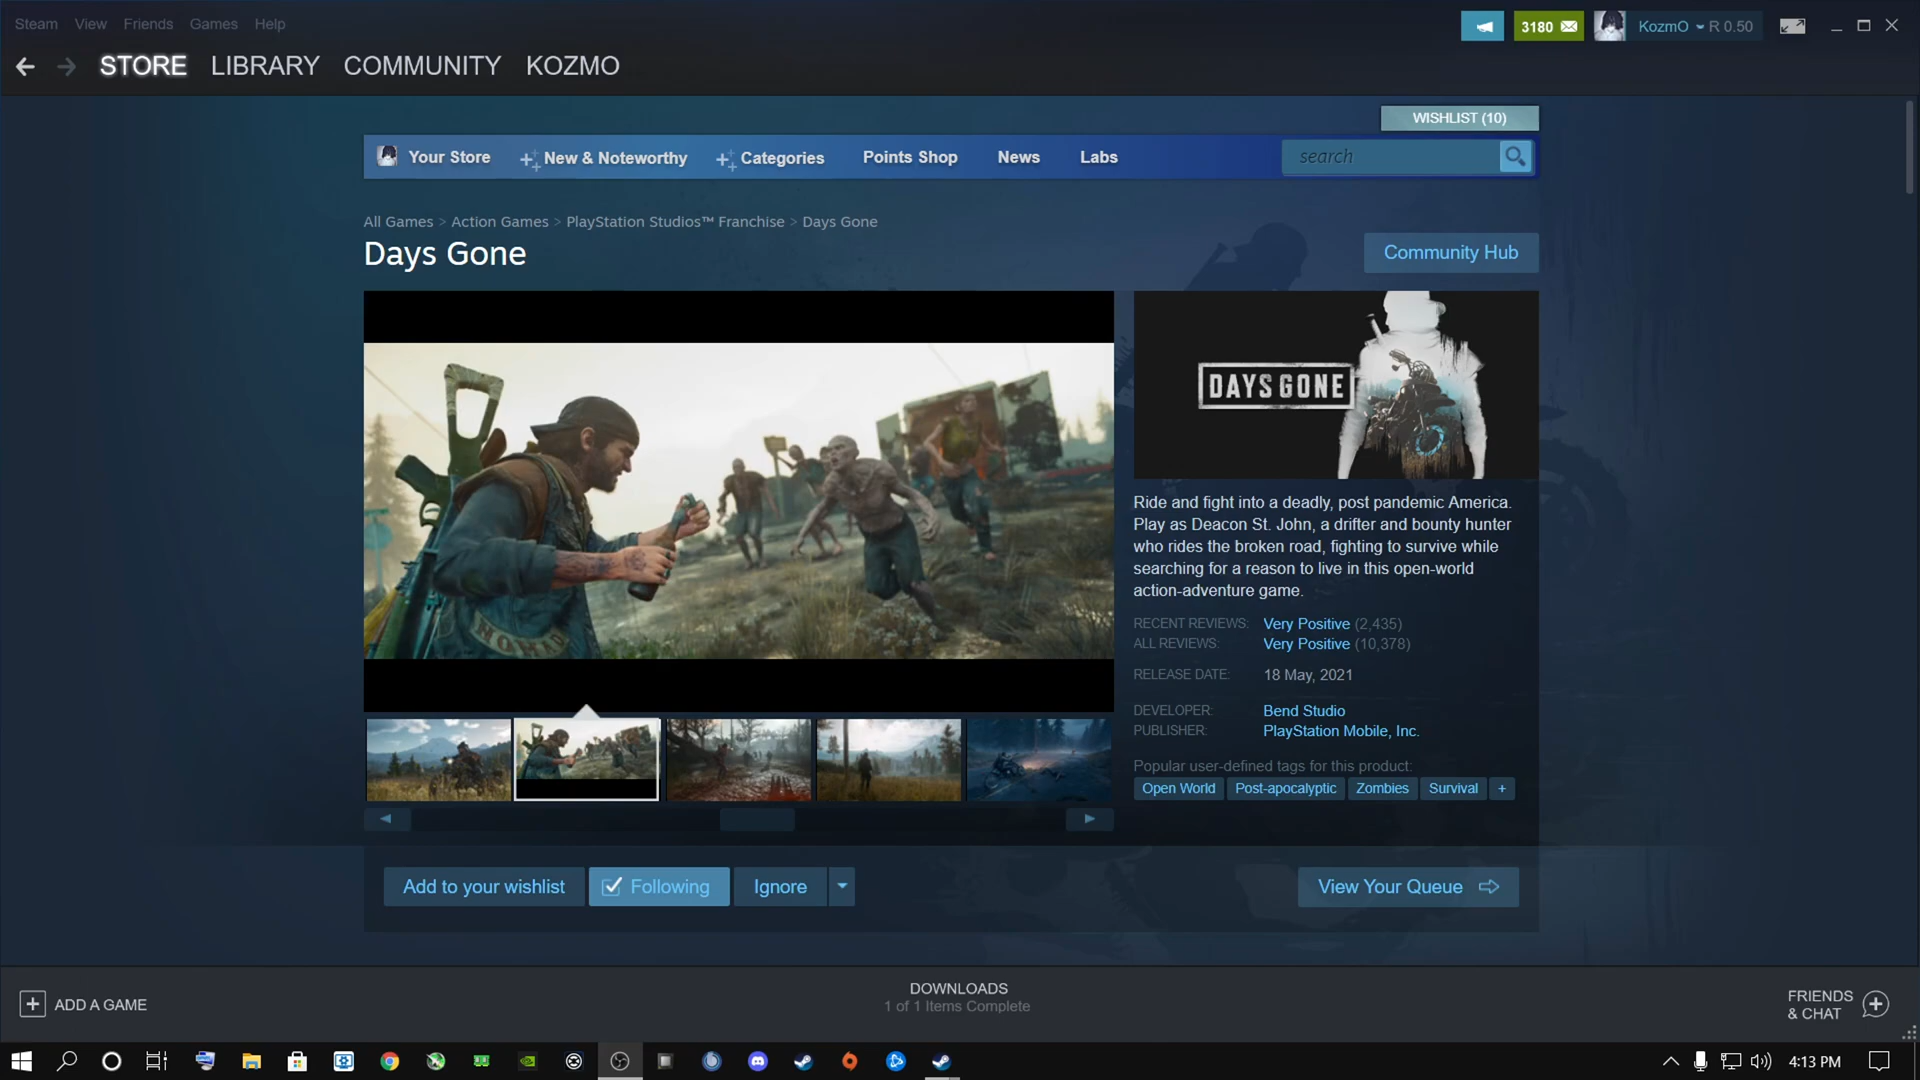 Steam View Friends Games Help
3180 KozmO R 0.50
STORE LIBRARY COMMUNITY KOZMO
WISHLIST (10)
Your Store New & Noteworthy Categories Points Shop News Labs search
All Games > Action Games > PlayStation Studios™ Franchise > Days Gone
Days Gone
Community Hub
DAYS GONE
NOMAD
Ride and fight into a deadly, post pandemic America.
Play as Deacon St. John, a drifter and bounty hunter
who rides the broken road, fighting to survive while
searching for a reason to live in this open-world
action-adventure game.
RECENT REVIEWS: Very Positive (2,435)
ALL REVIEWS: Very Positive (10,378)
RELEASE DATE: 18 May, 2021
DEVELOPER: Bend Studio
PUBLISHER: PlayStation Mobile, Inc.
Popular user-defined tags for this product:
Open World Post-apocalyptic Zombies Survival +
Add to your wishlist Following Ignore View Your Queue
ADD A GAME
DOWNLOADS
1 of 1 Items Complete
FRIENDS
& CHAT
4:13 PM